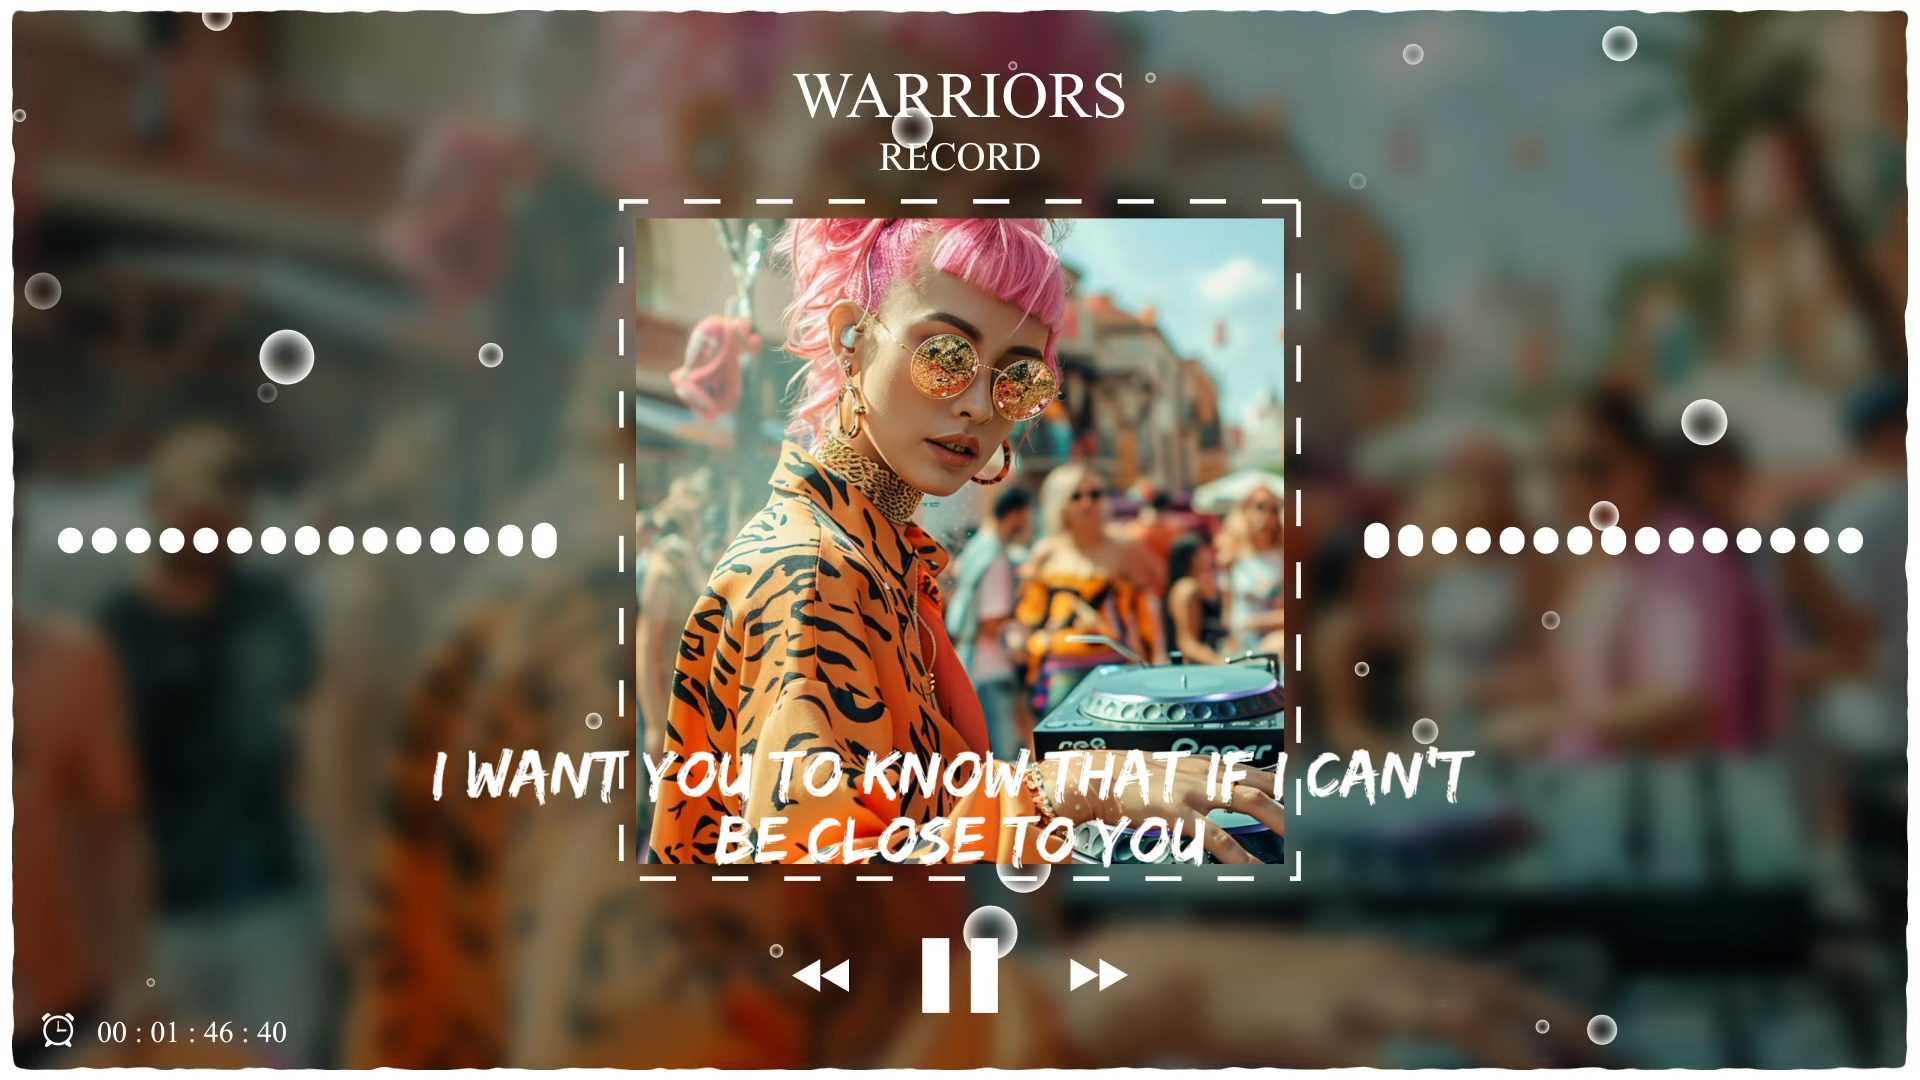 WARRIORS
RECORD
I WANT YOU TO KNOW THAT IF I CAN'T
BE CLOSE TO YOU
00 : 01 : 46 : 40